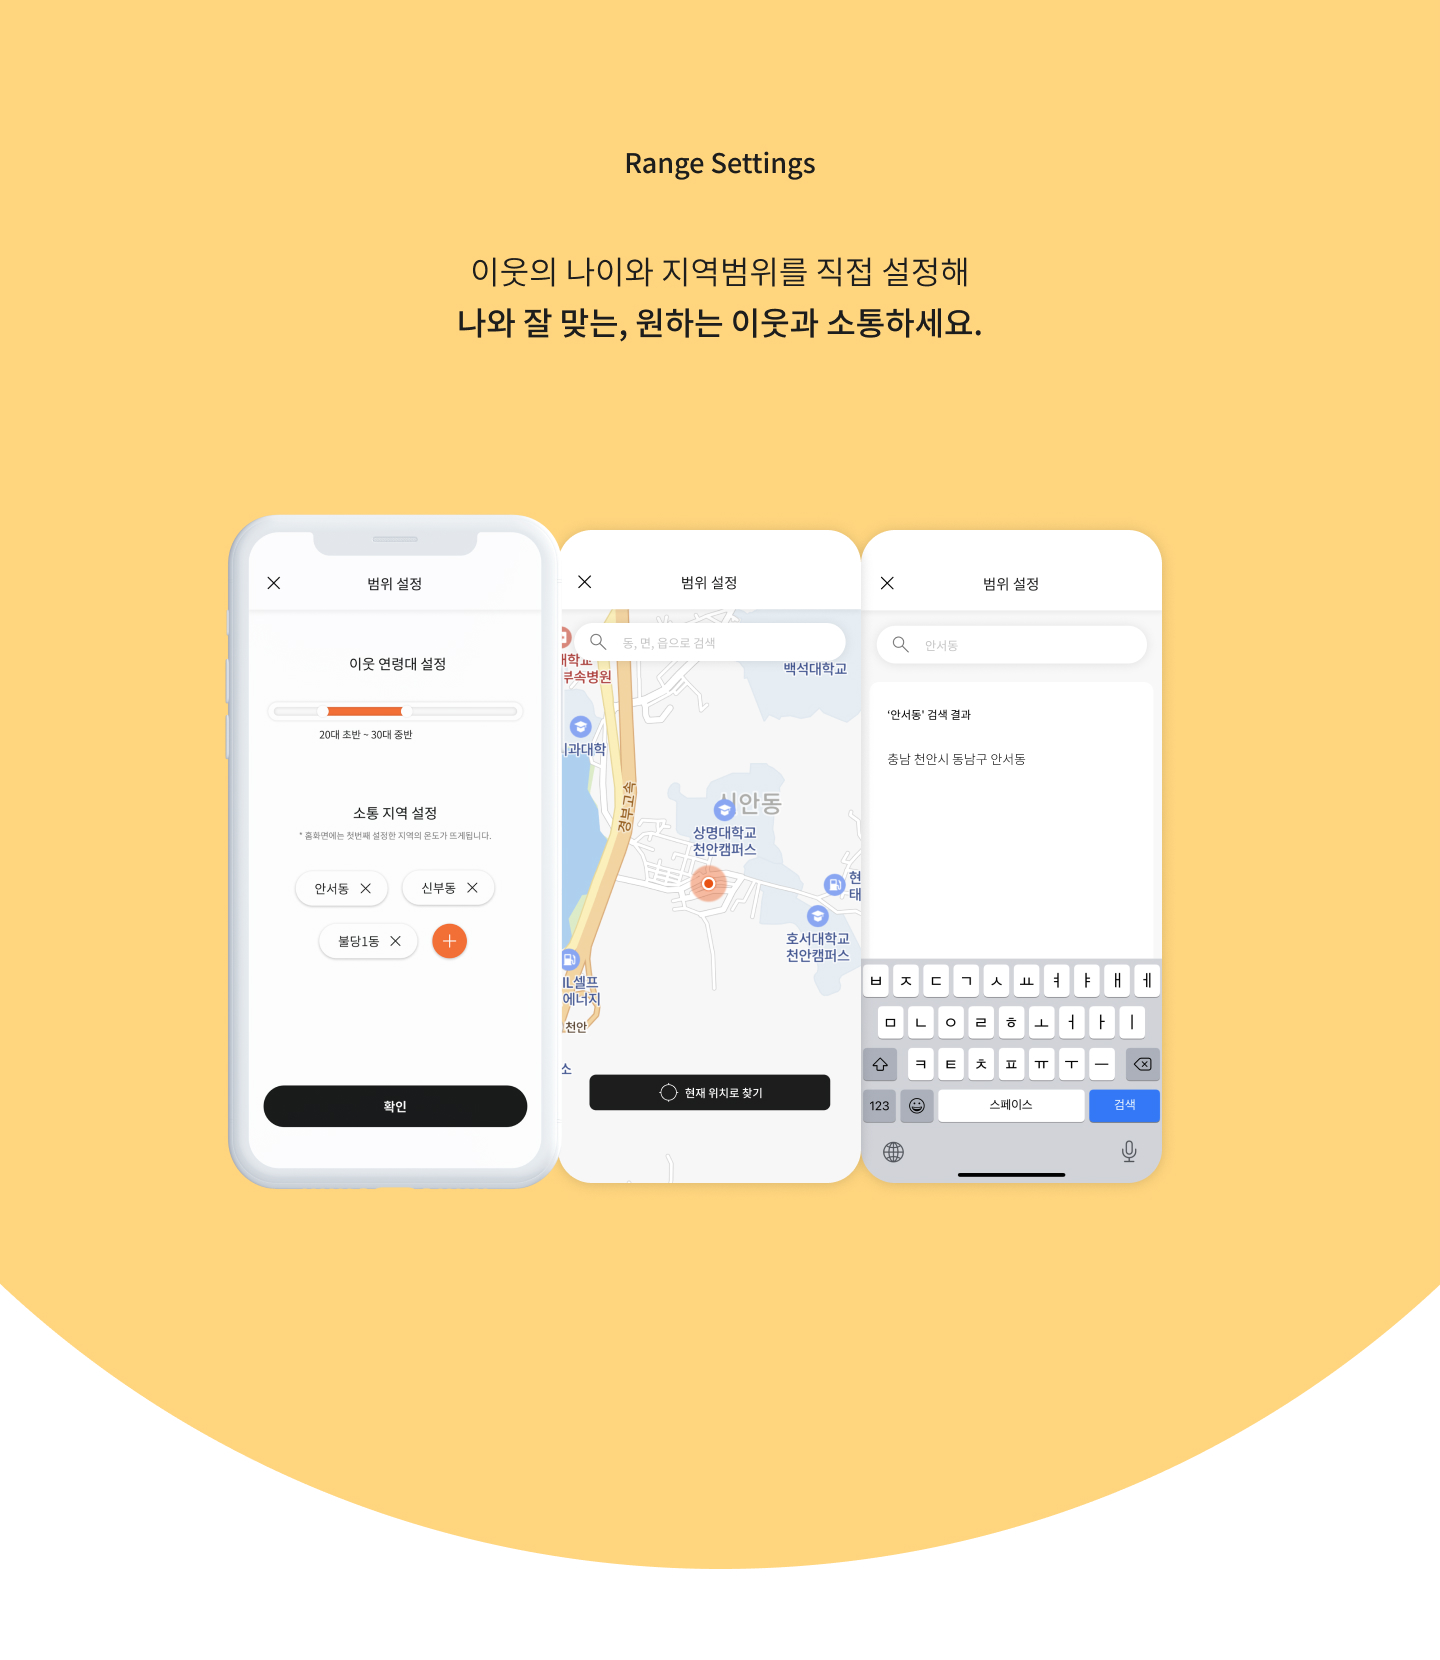 Range Settings
이웃의 나이와 지역범위를 직접 설정해
나와 잘 맞는, 원하는 이웃과 소통하세요.
범위 설정
이웃 연령대 설정
20대 초반 ~ 30대 중반
소통 지역 설정
* 홈화면에는 첫번째 설정한 지역의 온도가 뜨게됩니다.
안서동
신부동
불당1동
확인
범위 설정
동, 면, 읍으로 검색
대학교
부속병원
백석대학교
치과대학
경부고속
신안동
상명대학교
천안캠퍼스
현
태
호서대학교
천안캠퍼스
셀프
에너지
천안
소
현재 위치로 찾기
범위 설정
안서동
‘안서동’ 검색 결과
충남 천안시 동남구 안서동
ㅂ ㅈ ㄷ ㄱ ㅅ ㅛ ㅕ ㅑ ㅐ ㅔ
ㅁ ㄴ ㅇ ㄹ ㅎ ㅗ ㅓ ㅏ ㅣ
ㅋ ㅌ ㅊ ㅍ ㅠ ㅜ ㅡ
123 스페이스 검색